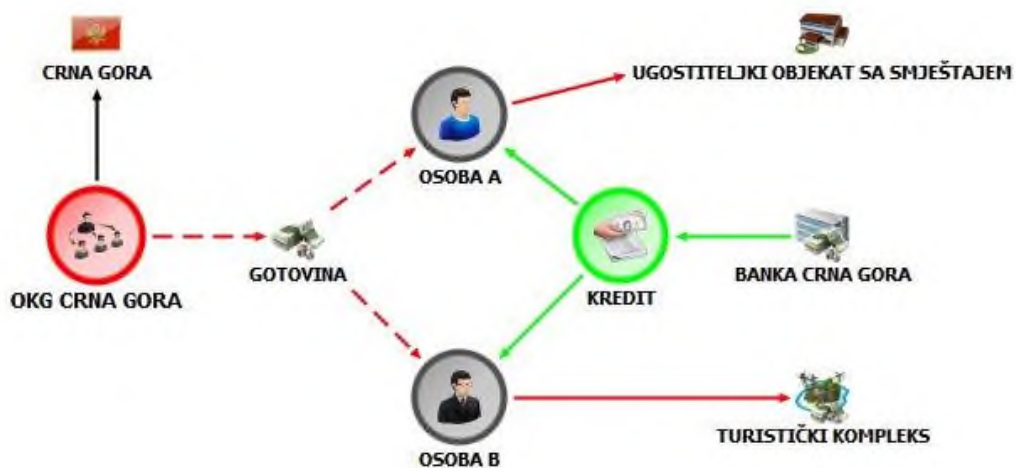 CRNA GORA
UGOSTITELJKI OBJEKAT SA SMJEŠTAJEM
OSOBA A
OKG CRNA GORA
GOTOVINA
KREDIT
BANKA CRNA GORA
OSOBA B
TURISTIČKI KOMPLEKS